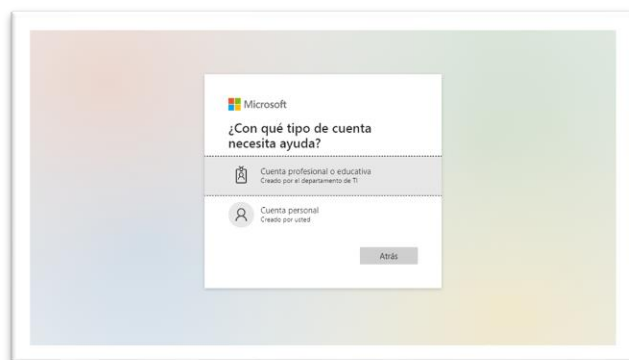 Microsoft
¿Con qué tipo de cuenta
necesita ayuda?
Cuenta profesional o educativa
Creado por el departamento de TI
Cuenta personal
Creado por usted
Atrás